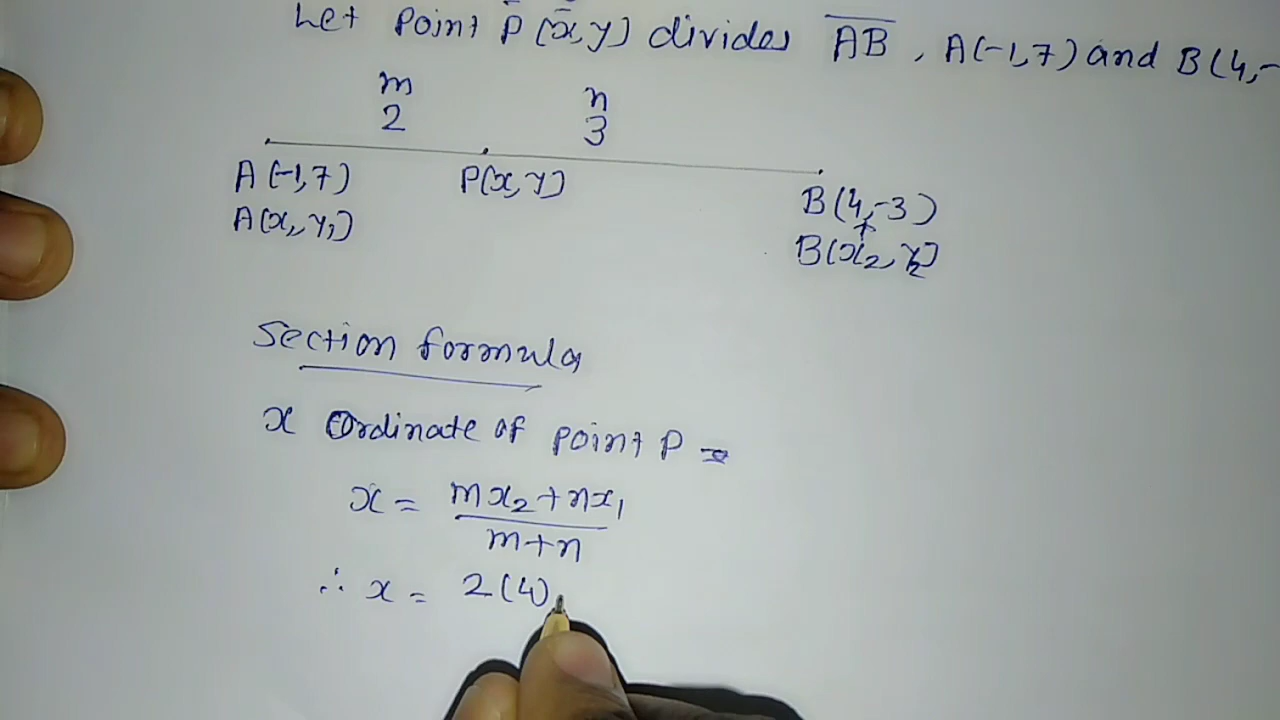 Let Point P(x,y) divides AB, A(-1,7) and B(4,-
m n
2 3
A(-1,7) P(x,y) B(4,-3)
A(x₁,y₁) B(x₂,y₂)
Section formula
x Ordinate of point P =
x = mx₂+nx₁
m+n
∴ x = 2(4)